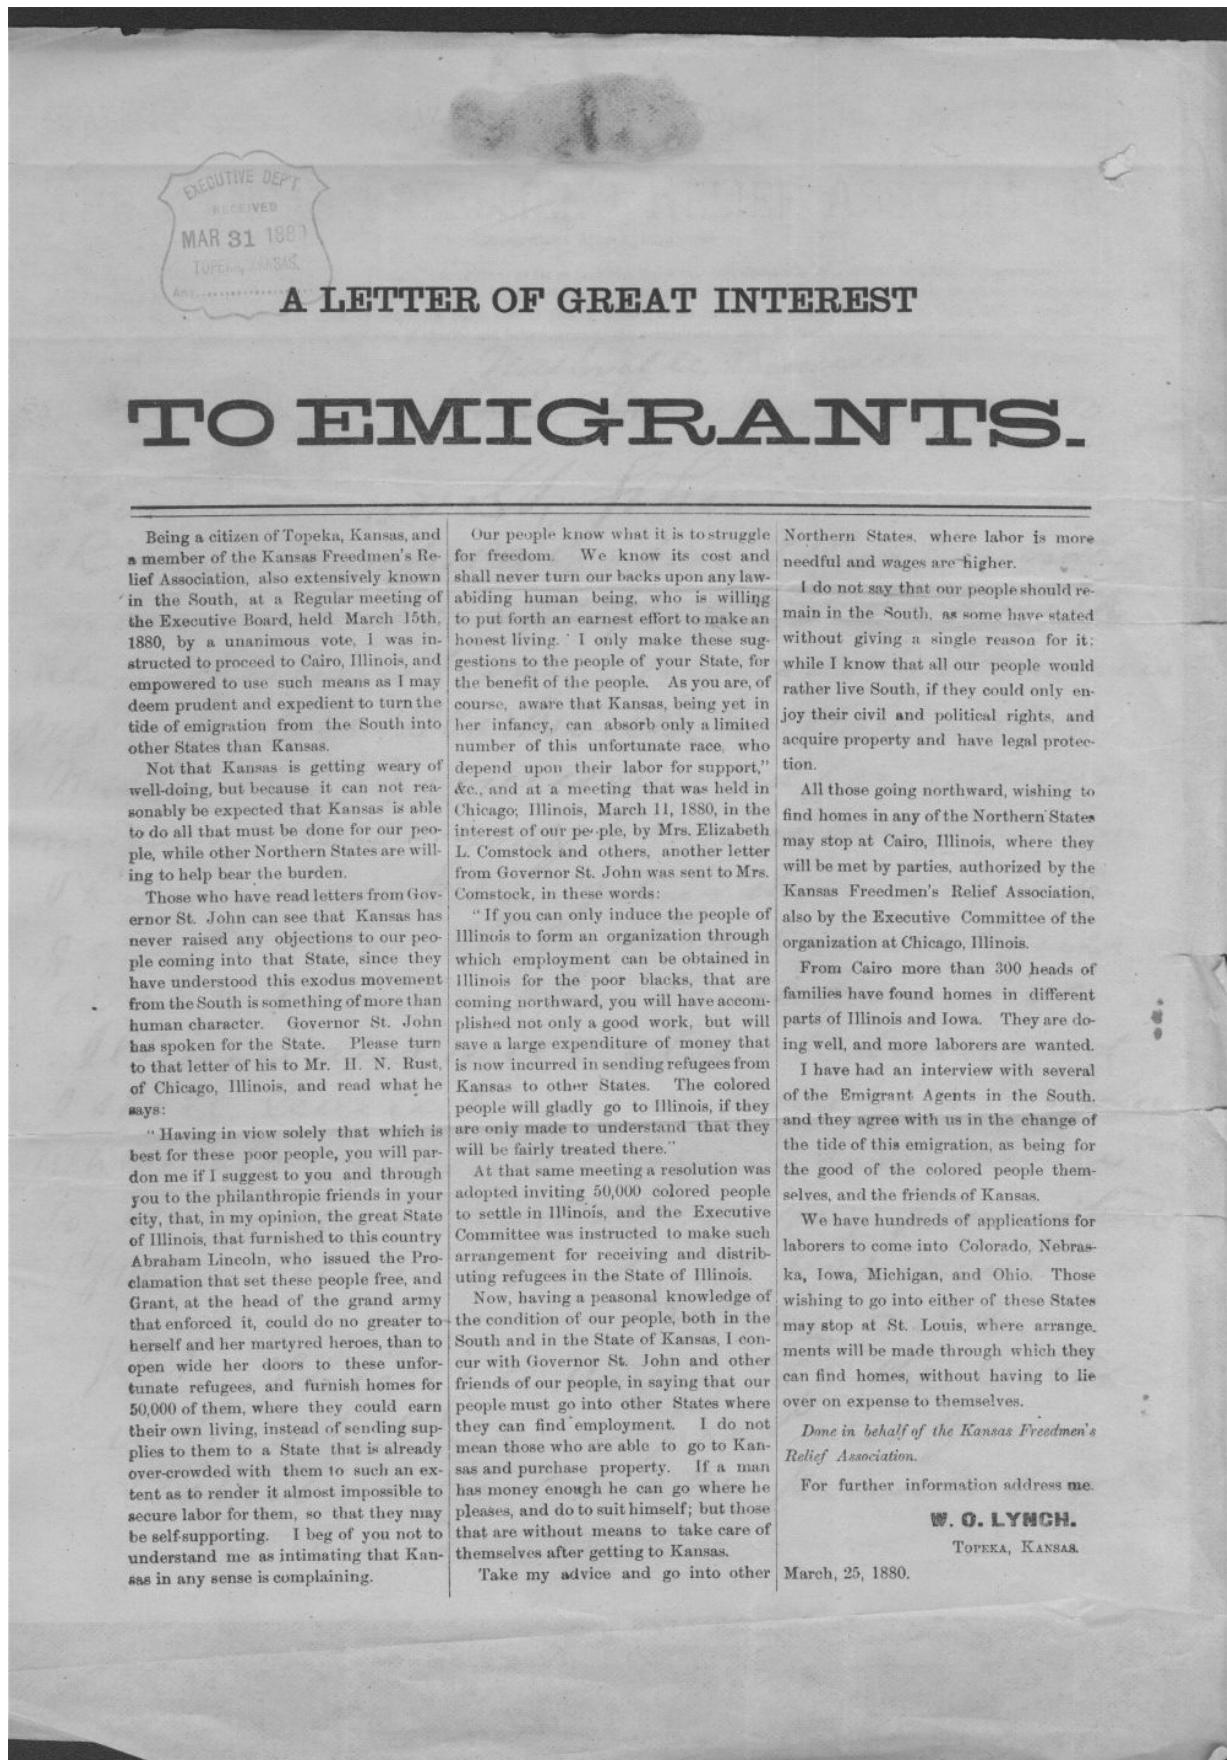 EXECUTIVE DEP'T.
RECEIVED
MAR 31 188
TOPEKA, KANSAS.
A LETTER OF GREAT INTEREST
TO EMIGRANTS.
Being a citizen of Topeka, Kansas, and
a member of the Kansas Freedmen's Re-
lief Association, also extensively known
in the South, at a Regular meeting of
the Executive Board, held March 15th,
1880, by a unanimous vote, I was in-
structed to proceed to Cairo, Illinois, and
empowered to use such means as I may
deem prudent and expedient to turn the
tide of emigration from the South into
other States than Kansas.
Not that Kansas is getting weary of
well-doing, but because it can not rea-
sonably be expected that Kansas is able
to do all that must be done for our peo-
ple, while other Northern States are will-
ing to help bear the burden.
Those who have read letters from Gov-
ernor St. John can see that Kansas has
never raised any objections to our peo-
ple coming into that State, since they
have understood this exodus movement
from the South is something of more than
human character. Governor St. John
has spoken for the State. Please turn
to that letter of his to Mr. H. N. Rust,
of Chicago, Illinois, and read what he
says:
"Having in view solely that which is
best for these poor people, you will par-
don me if I suggest to you and through
you to the philanthropic friends in your
city, that, in my opinion, the great State
of Illinois, that furnished to this country
Abraham Lincoln, who issued the Pro-
clamation that set these people free, and
Grant, at the head of the grand army
that enforced it, could do no greater to
herself and her martyred heroes, than to
open wide her doors to these unfor-
tunate refugees, and furnish homes for
50,000 of them, where they could earn
their own living, instead of sending sup-
plies to them to a State that is already
over-crowded with them to such an ex-
tent as to render it almost impossible to
secure labor for them, so that they may
be self-supporting. I beg of you not to
understand me as intimating that Kan-
sas in any sense is complaining.
Our people know what it is to struggle
for freedom. We know its cost and
shall never turn our backs upon any law-
abiding human being, who is willing
to put forth an earnest effort to make an
honest living. I only make these sug-
gestions to the people of your State, for
the benefit of the people. As you are, of
course, aware that Kansas, being yet in
her infancy, can absorb only a limited
number of this unfortunate race, who
depend upon their labor for support,"
&c., and at a meeting that was held in
Chicago, Illinois, March 11, 1880, in the
interest of our people, by Mrs. Elizabeth
L. Comstock and others, another letter
from Governor St. John was sent to Mrs.
Comstock, in these words:
"If you can only induce the people of
Illinois to form an organization through
which employment can be obtained in
Illinois for the poor blacks, that are
coming northward, you will have accom-
plished not only a good work, but will
save a large expenditure of money that
is now incurred in sending refugees from
Kansas to other States. The colored
people will gladly go to Illinois, if they
are only made to understand that they
will be fairly treated there."
At that same meeting a resolution was
adopted inviting 50,000 colored people
to settle in Illinois, and the Executive
Committee was instructed to make such
arrangement for receiving and distrib-
uting refugees in the State of Illinois.
Now, having a peasonal knowledge of
the condition of our people, both in the
South and in the State of Kansas, I con-
cur with Governor St. John and other
friends of our people, in saying that our
people must go into other States where
they can find employment. I do not
mean those who are able to go to Kan-
sas and purchase property. If a man
has money enough he can go where he
pleases, and do to suit himself; but those
that are without means to take care of
themselves after getting to Kansas.
Take my advice and go into other
Northern States, where labor is more
needful and wages are higher.
I do not say that our people should re-
main in the South, as some have stated
without giving a single reason for it;
while I know that all our people would
rather live South, if they could only en-
joy their civil and political rights, and
acquire property and have legal protec-
tion.
All those going northward, wishing to
find homes in any of the Northern States
may stop at Cairo, Illinois, where they
will be met by parties, authorized by the
Kansas Freedmen's Relief Association,
also by the Executive Committee of the
organization at Chicago, Illinois.
From Cairo more than 300 heads of
families have found homes in different
parts of Illinois and Iowa. They are do-
ing well, and more laborers are wanted.
I have had an interview with several
of the Emigrant Agents in the South,
and they agree with us in the change of
the tide of this emigration, as being for
the good of the colored people them-
selves, and the friends of Kansas.
We have hundreds of applications for
laborers to come into Colorado, Nebras-
ka, Iowa, Michigan, and Ohio. Those
wishing to go into either of these States
may stop at St. Louis, where arrange.
ments will be made through which they
can find homes, without having to lie
over on expense to themselves.
Done in behalf of the Kansas Freedmen's
Relief Association.
For further information address me.
W. O. LYNCH.
TOPEKA, KANSAS.
March, 25, 1880.